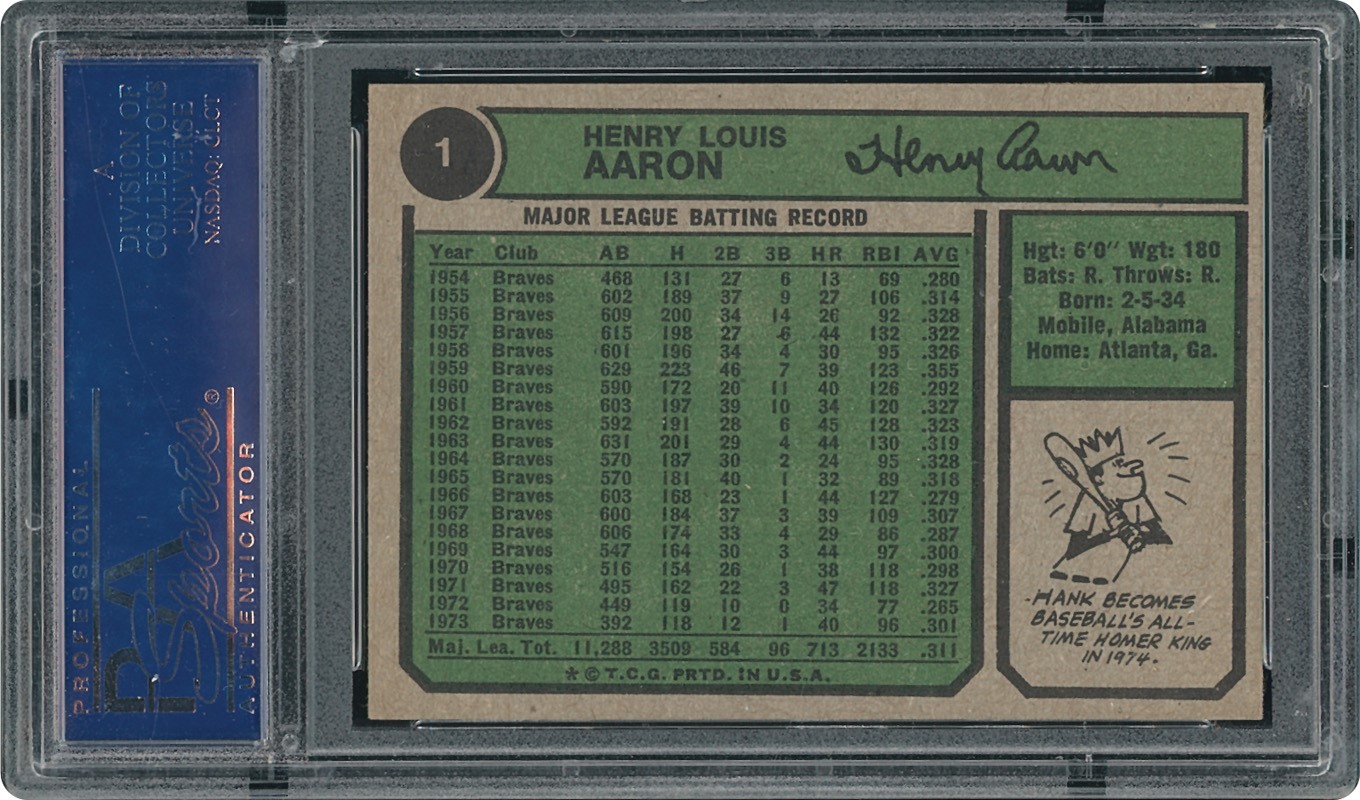 A
DIVISION OF
COLLECTORS
UNIVERSE
NASDAQ: CLCT
PROFESSIONAL
PSA
Sports®
AUTHENTICATOR
1
HENRY LOUIS
AARON
Henry Aaron
MAJOR LEAGUE BATTING RECORD
Year Club AB H 2B 3B HR RBI AVG
1954 Braves 468 131 27 6 13 69 .280
1955 Braves 602 189 37 9 27 106 .314
1956 Braves 609 200 34 14 26 92 .328
1957 Braves 615 198 27 6 44 132 .322
1958 Braves 601 196 34 4 30 95 .326
1959 Braves 629 223 46 7 39 123 .355
1960 Braves 590 172 20 11 40 126 .292
1961 Braves 603 197 39 10 34 120 .327
1962 Braves 592 191 28 6 45 128 .323
1963 Braves 631 201 29 4 44 130 .319
1964 Braves 570 187 30 2 24 95 .328
1965 Braves 570 181 40 1 32 89 .318
1966 Braves 603 168 23 1 44 127 .279
1967 Braves 600 184 37 3 39 109 .307
1968 Braves 606 174 33 4 29 86 .287
1969 Braves 547 164 30 3 44 97 .300
1970 Braves 516 154 26 1 38 118 .298
1971 Braves 495 162 22 3 47 118 .327
1972 Braves 449 119 10 0 34 77 .265
1973 Braves 392 118 12 1 40 96 .301
Maj. Lea. Tot. 11,288 3509 584 96 713 2133 .311
* © T.C.G. PRTD. IN U.S.A.
Hgt: 6'0" Wgt: 180
Bats: R. Throws: R.
Born: 2-5-34
Mobile, Alabama
Home: Atlanta, Ga.
HANK BECOMES
BASEBALL'S ALL-
TIME HOMER KING
IN 1974.